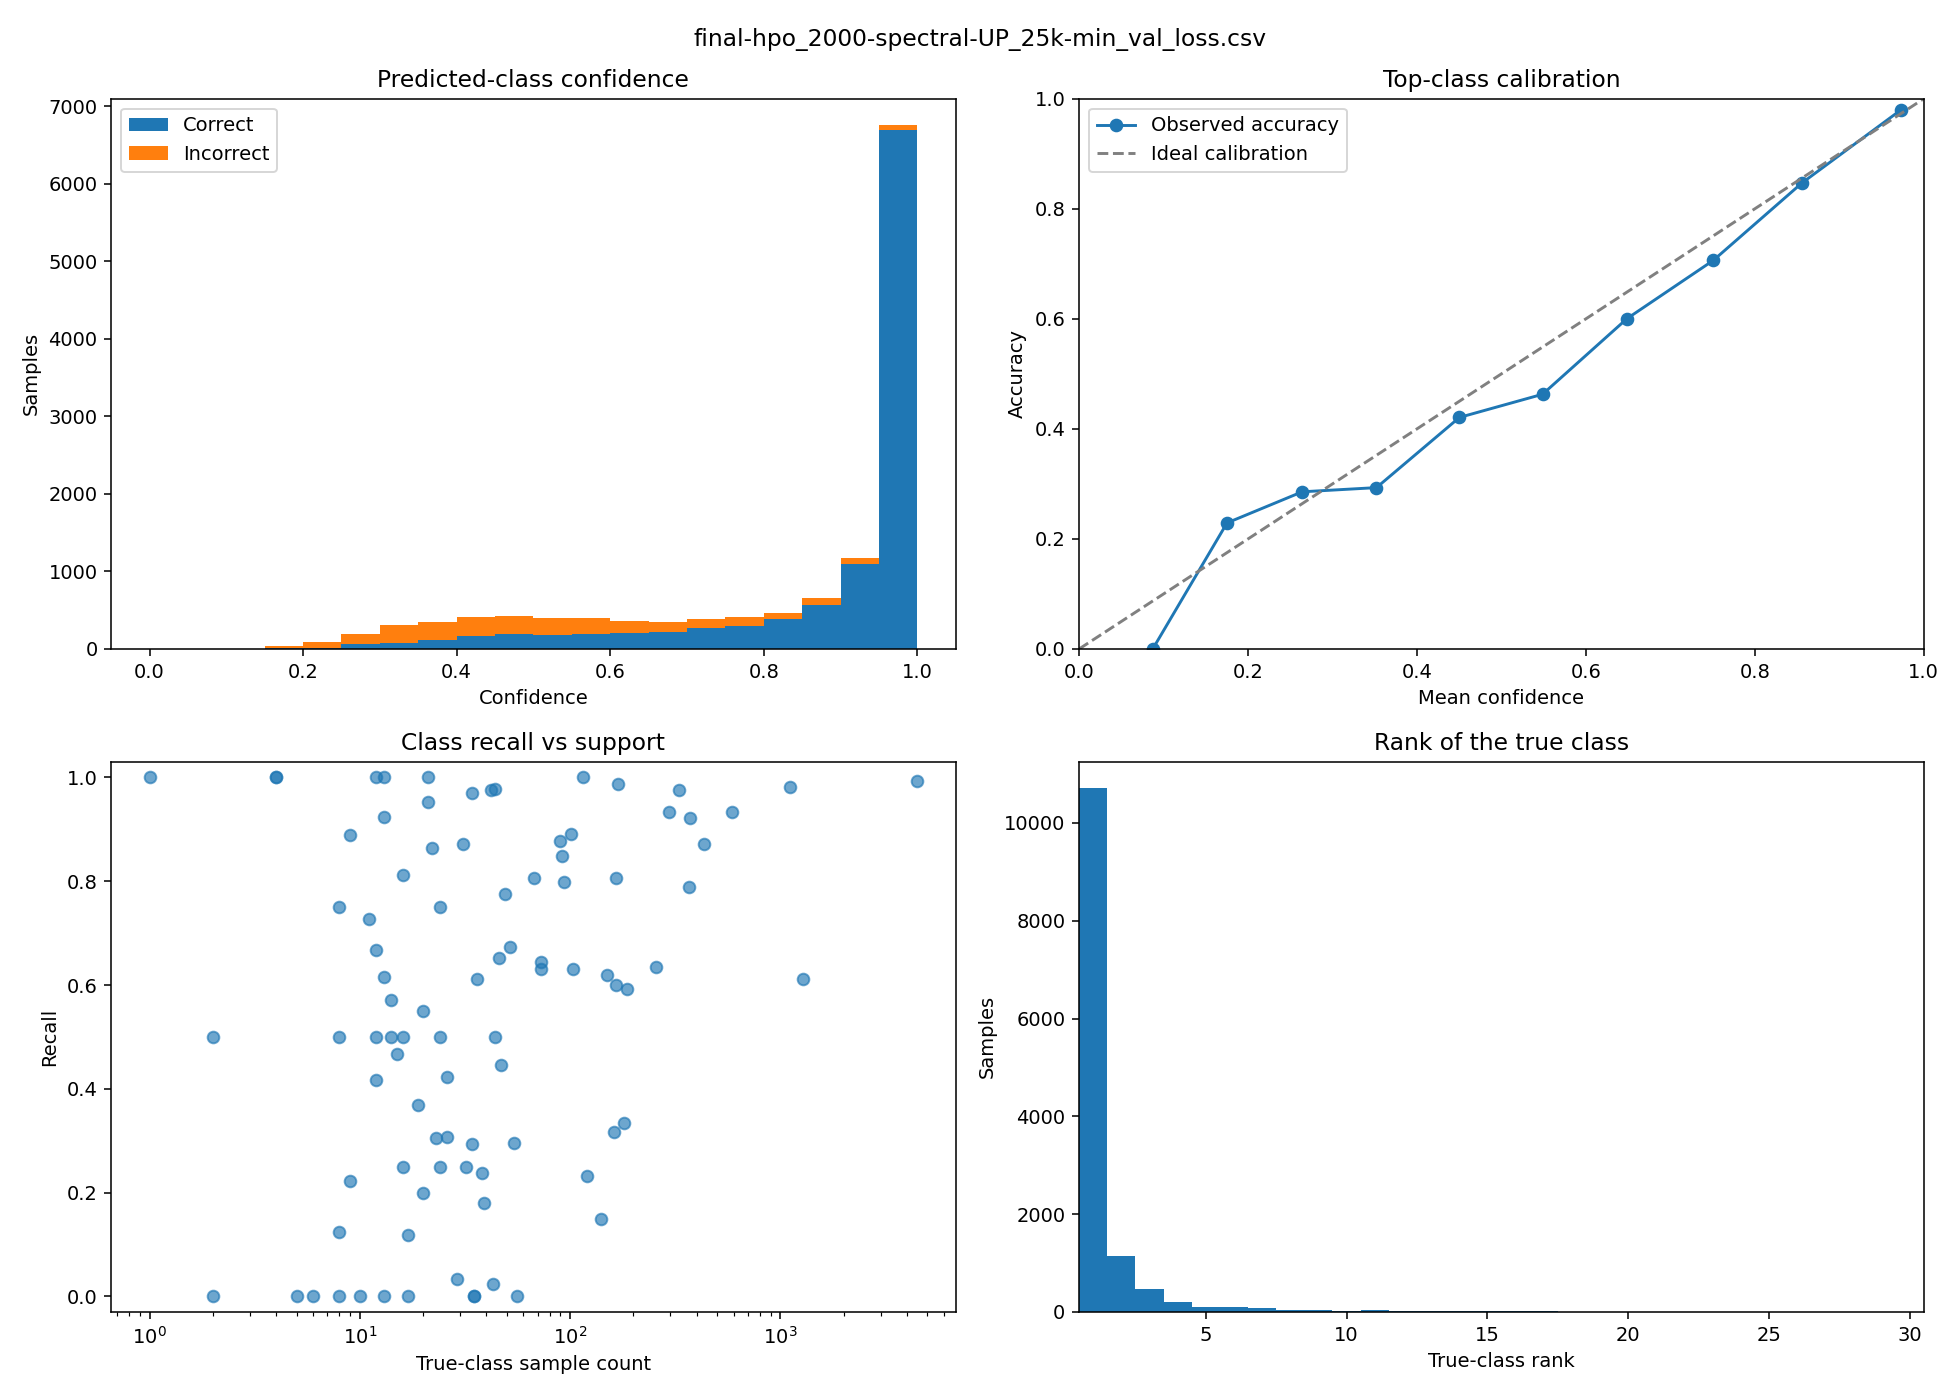 final-hpo_2000-spectral-UP_25k-min_val_loss.csv
Predicted-class confidence
7000
6000
5000
4000
3000
2000
1000
0
Samples
Correct
Incorrect
0.0 0.2 0.4 0.6 0.8 1.0
Confidence
Top-class calibration
1.0
0.8
0.6
0.4
0.2
0.0
Accuracy
Observed accuracy
Ideal calibration
0.0 0.2 0.4 0.6 0.8 1.0
Mean confidence
Class recall vs support
1.0
0.8
0.6
0.4
0.2
0.0
Recall
10⁰ 10¹ 10² 10³
True-class sample count
Rank of the true class
10000
8000
6000
4000
2000
0
Samples
5 10 15 20 25 30
True-class rank